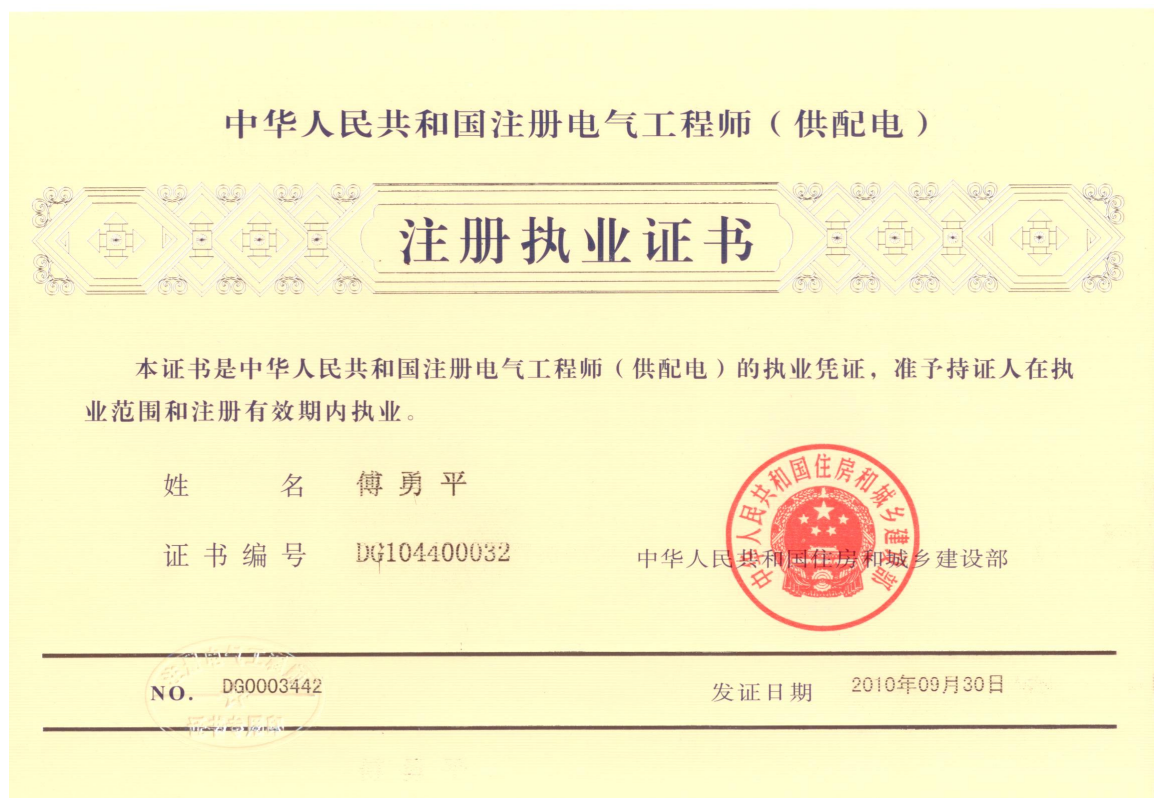 中华人民共和国注册电气工程师（供配电）
注册执业证书
本证书是中华人民共和国注册电气工程师（供配电）的执业凭证，准予持证人在执
业范围和注册有效期内执业。
姓 名 傅勇平
证书编号 DG104400032
中华人民共和国住房和城乡建设部
中华人民共和国住房和城乡建设部
NO. DG0003442
发证日期 2010年09月30日